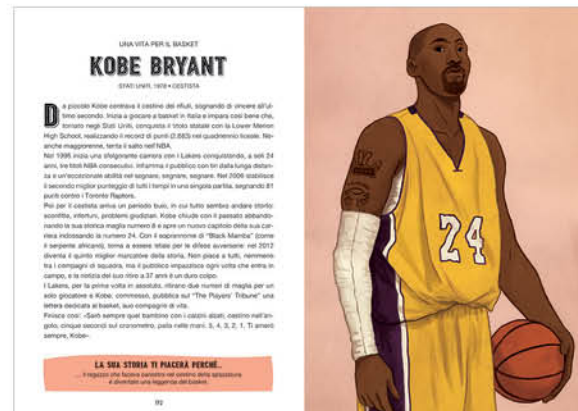 UNA VITA PER IL BASKET
KOBE BRYANT
STATI UNITI, 1978 • CESTISTA
Da piccolo Kobe centrava il cestino dei rifiuti, sognando di vincere all'ul-
timo secondo. Inizia a giocare a basket in Italia e impara così bene che,
tornato negli Stati Uniti, conquista il titolo statale con la Lower Merion
High School, realizzando il record di punti (2.883) nel quadriennio liceale. Ne-
anche maggiorenne, tenta il salto nell'NBA.
Nel 1996 inizia una sfolgorante carriera con i Lakers conquistando, a soli 24
anni, tre titoli NBA consecutivi. Infiamma il pubblico con tiri dalla lunga distan-
za e un'eccezionale abilità nel segnare, segnare, segnare. Nel 2006 stabilisce
il secondo miglior punteggio di tutti i tempi in una singola partita, segnando 81
punti contro i Toronto Raptors.
Poi per il cestista arriva un periodo buio, in cui tutto sembra andare storto:
sconfitte, infortuni, problemi giudiziari. Kobe chiude con il passato abbando-
nando la sua storica maglia numero 8 e apre un nuovo capitolo della sua car-
riera indossando la numero 24. Con il soprannome di "Black Mamba" (come
il serpente africano), torna a essere letale per le difese avversarie: nel 2012
diventa il quinto miglior marcatore della storia. Non piace a tutti, nemmeno
tra i compagni di squadra, ma il pubblico impazzisce ogni volta che entra in
campo, e la notizia del suo ritiro a 37 anni è un duro colpo.
I Lakers, per la prima volta in assoluto, ritirano due numeri di maglia per un
solo giocatore e Kobe, commosso, pubblica sul "The Players' Tribune" una
lettera dedicata al basket, suo compagno di vita.
Finisce così: «Sarò sempre quel bambino con i calzini alzati, cestino nell'an-
golo, cinque secondi sul cronometro, palla nelle mani. 5, 4, 3, 2, 1. Ti amerò
sempre, Kobe».
LA SUA STORIA TI PIACERÀ PERCHÉ...
... il ragazzo che faceva canestro nel cestino della spazzatura
è diventato una leggenda del basket.
92
24